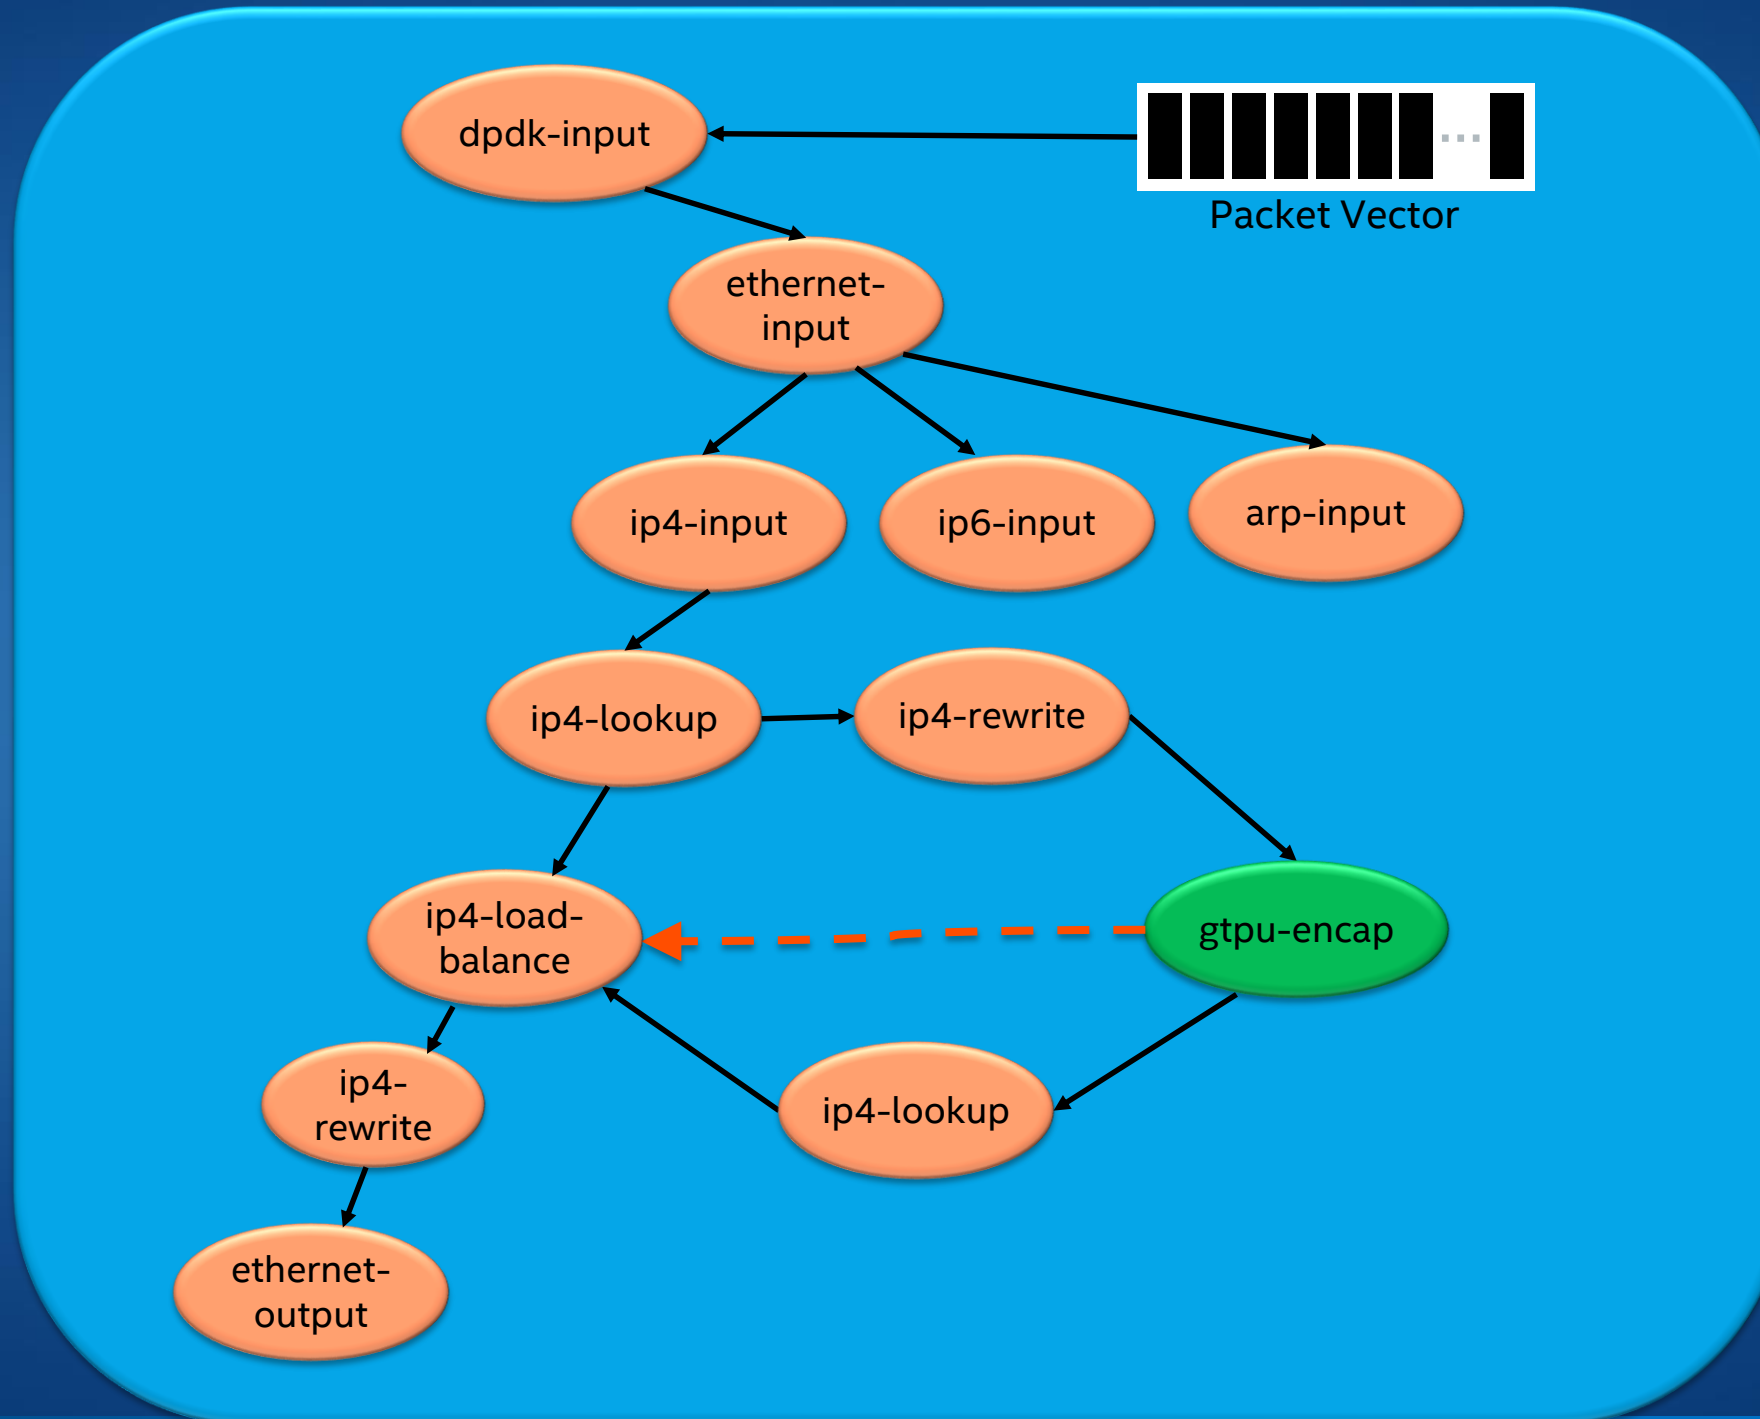 dpdk-input
...
Packet Vector
ethernet-
input
ip4-input
ip6-input
arp-input
ip4-lookup
ip4-rewrite
ip4-load-
balance
gtpu-encap
ip4-
rewrite
ip4-lookup
ethernet-
output